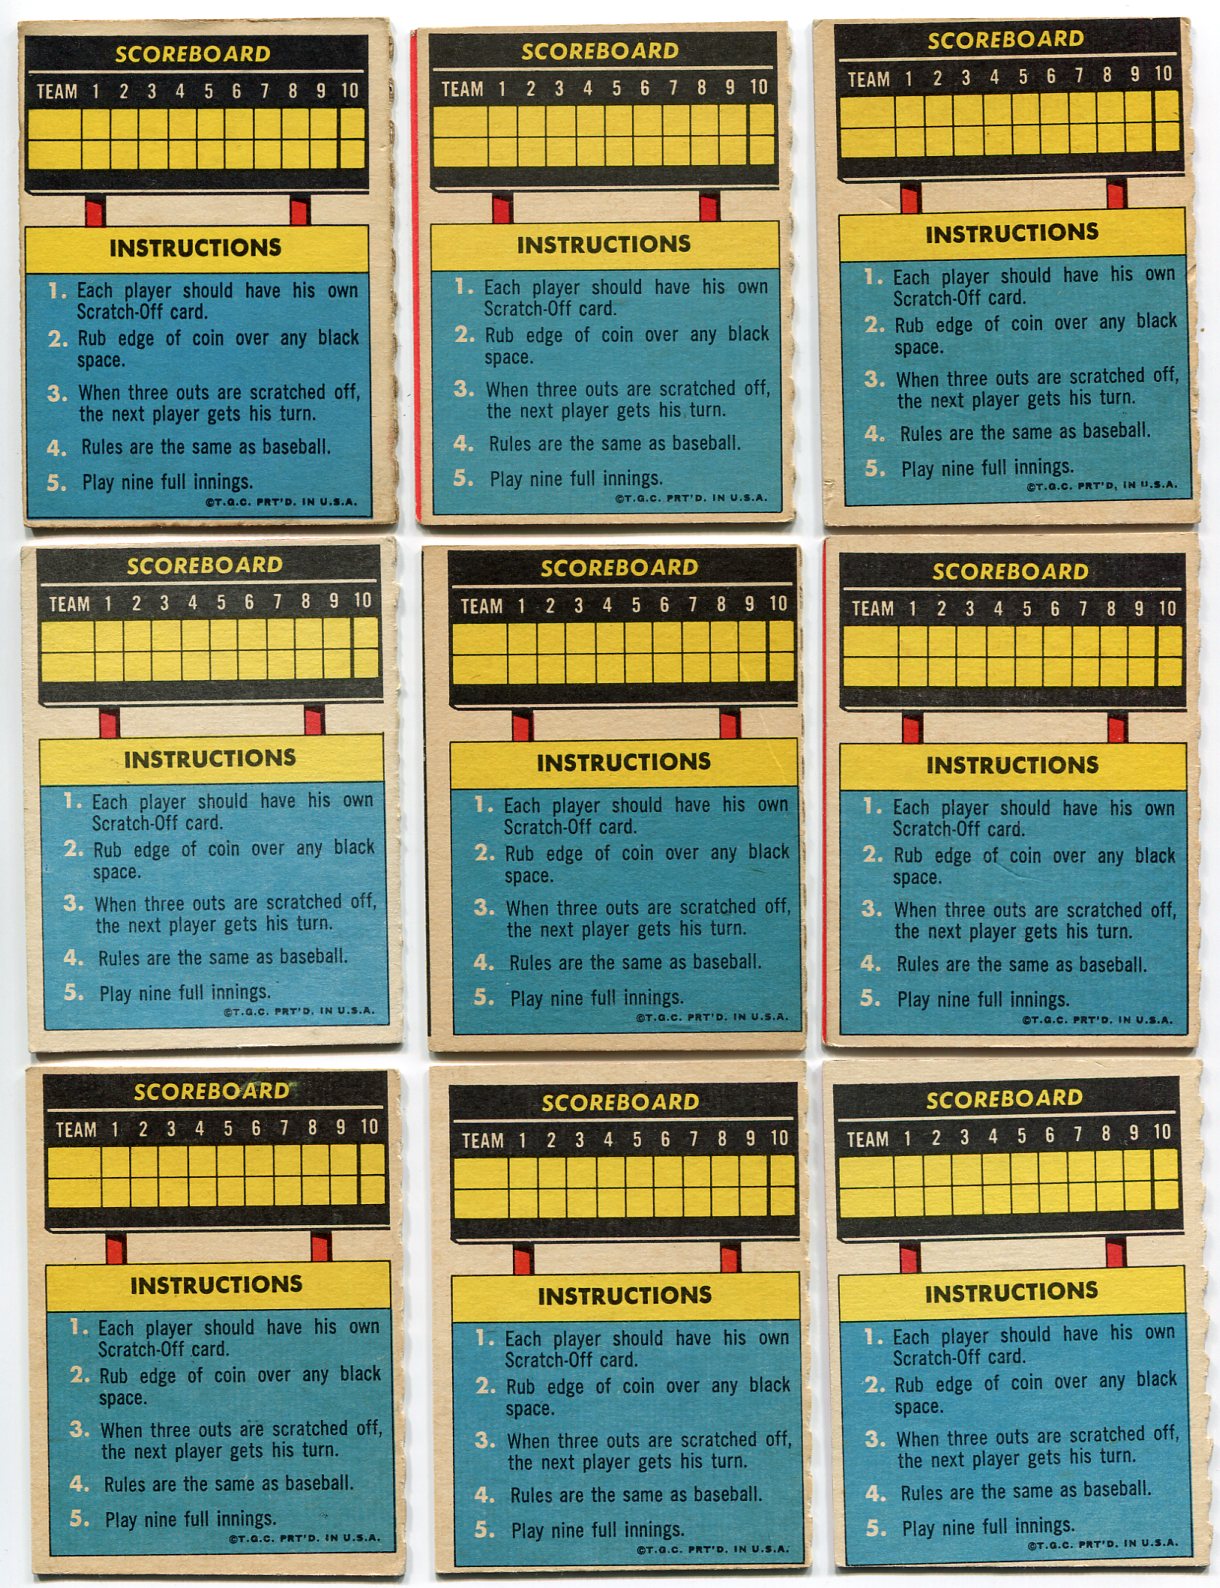 SCOREBOARD
TEAM 1 2 3 4 5 6 7 8 9 10
INSTRUCTIONS
1. Each player should have his own
Scratch-Off card.
2. Rub edge of coin over any black
space.
3. When three outs are scratched off,
the next player gets his turn.
4. Rules are the same as baseball.
5. Play nine full innings.
©T.G.C. PRT'D. IN U.S.A.
SCOREBOARD
TEAM 1 2 3 4 5 6 7 8 9 10
INSTRUCTIONS
1. Each player should have his own
Scratch-Off card.
2. Rub edge of coin over any black
space.
3. When three outs are scratched off,
the next player gets his turn.
4. Rules are the same as baseball.
5. Play nine full innings.
©T.G.C. PRT'D. IN U.S.A.
SCOREBOARD
TEAM 1 2 3 4 5 6 7 8 9 10
INSTRUCTIONS
1. Each player should have his own
Scratch-Off card.
2. Rub edge of coin over any black
space.
3. When three outs are scratched off,
the next player gets his turn.
4. Rules are the same as baseball.
5. Play nine full innings.
©T.G.C. PRT'D. IN U.S.A.
SCOREBOARD
TEAM 1 2 3 4 5 6 7 8 9 10
INSTRUCTIONS
1. Each player should have his own
Scratch-Off card.
2. Rub edge of coin over any black
space.
3. When three outs are scratched off,
the next player gets his turn.
4. Rules are the same as baseball.
5. Play nine full innings.
©T.G.C. PRT'D. IN U.S.A.
SCOREBOARD
TEAM 1 2 3 4 5 6 7 8 9 10
INSTRUCTIONS
1. Each player should have his own
Scratch-Off card.
2. Rub edge of coin over any black
space.
3. When three outs are scratched off,
the next player gets his turn.
4. Rules are the same as baseball.
5. Play nine full innings.
©T.G.C. PRT'D. IN U.S.A.
SCOREBOARD
TEAM 1 2 3 4 5 6 7 8 9 10
INSTRUCTIONS
1. Each player should have his own
Scratch-Off card.
2. Rub edge of coin over any black
space.
3. When three outs are scratched off,
the next player gets his turn.
4. Rules are the same as baseball.
5. Play nine full innings.
©T.G.C. PRT'D. IN U.S.A.
SCOREBOARD
TEAM 1 2 3 4 5 6 7 8 9 10
INSTRUCTIONS
1. Each player should have his own
Scratch-Off card.
2. Rub edge of coin over any black
space.
3. When three outs are scratched off,
the next player gets his turn.
4. Rules are the same as baseball.
5. Play nine full innings.
©T.G.C. PRT'D. IN U.S.A.
SCOREBOARD
TEAM 1 2 3 4 5 6 7 8 9 10
INSTRUCTIONS
1. Each player should have his own
Scratch-Off card.
2. Rub edge of coin over any black
space.
3. When three outs are scratched off,
the next player gets his turn.
4. Rules are the same as baseball.
5. Play nine full innings.
©T.G.C. PRT'D. IN U.S.A.
SCOREBOARD
TEAM 1 2 3 4 5 6 7 8 9 10
INSTRUCTIONS
1. Each player should have his own
Scratch-Off card.
2. Rub edge of coin over any black
space.
3. When three outs are scratched off,
the next player gets his turn.
4. Rules are the same as baseball.
5. Play nine full innings.
©T.G.C. PRT'D. IN U.S.A.